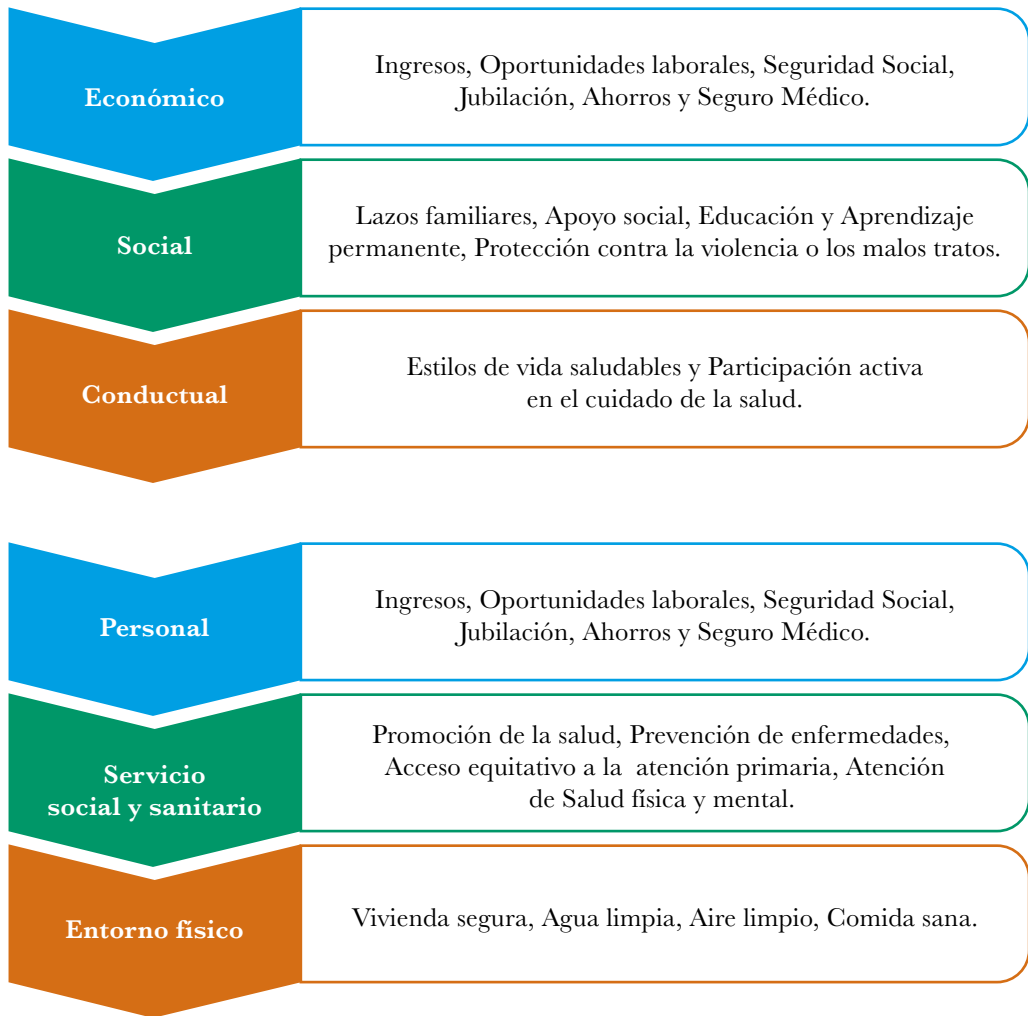 Económico
Ingresos, Oportunidades laborales, Seguridad Social,
Jubilación, Ahorros y Seguro Médico.
Social
Lazos familiares, Apoyo social, Educación y Aprendizaje
permanente, Protección contra la violencia o los malos tratos.
Conductual
Estilos de vida saludables y Participación activa
en el cuidado de la salud.
Personal
Ingresos, Oportunidades laborales, Seguridad Social,
Jubilación, Ahorros y Seguro Médico.
Servicio
social y sanitario
Promoción de la salud, Prevención de enfermedades,
Acceso equitativo a la atención primaria, Atención
de Salud física y mental.
Entorno físico
Vivienda segura, Agua limpia, Aire limpio, Comida sana.